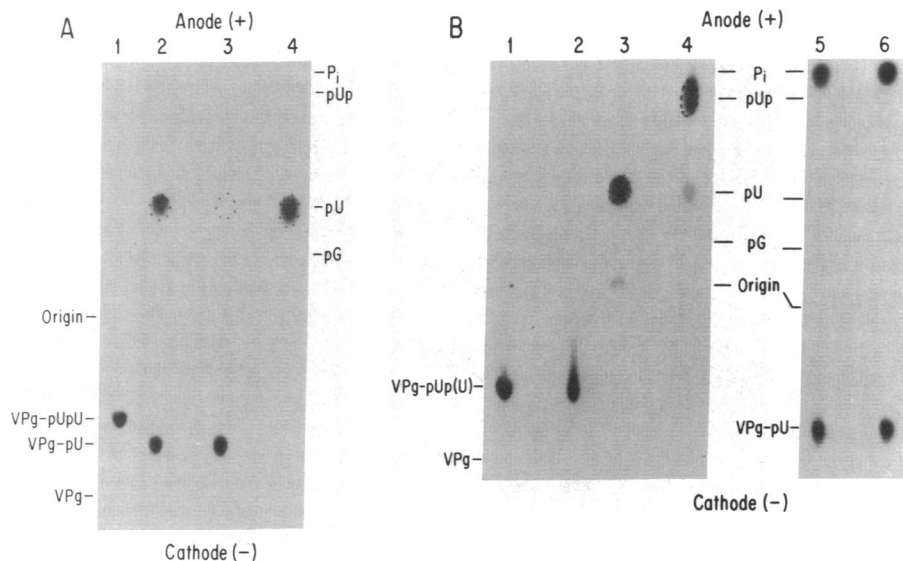 A
Anode (+)
1 2 3 4
Pi
pUp
pU
pG
Origin
VPg-pUpU
VPg-pU
VPg
Cathode (-)
B
Anode (+)
1 2 3 4 5 6
Pi
pUp
pU
pG
Origin
VPg-pUp(U)
VPg-pU
VPg
Cathode (-)